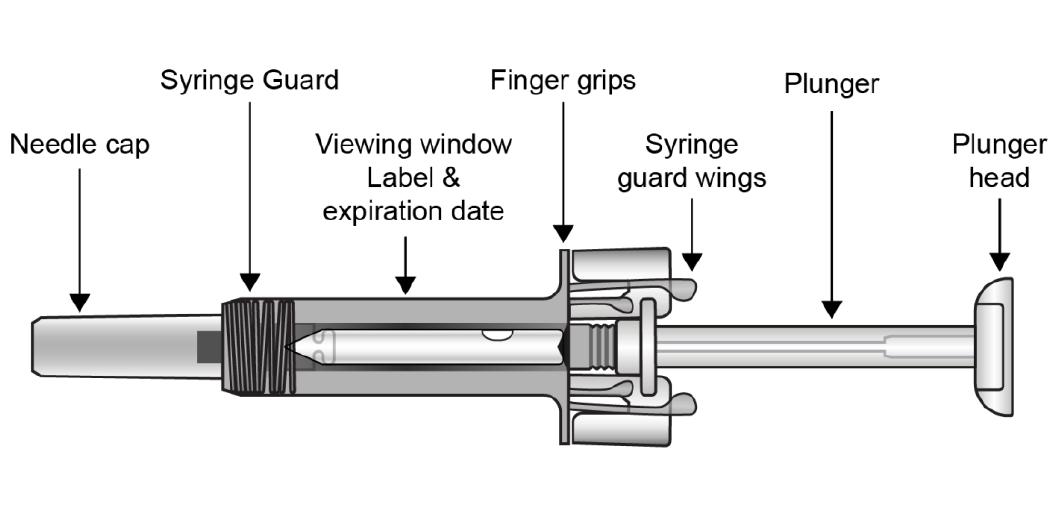 Syringe Guard
Finger grips
Plunger
Needle cap
Viewing window
Label &
expiration date
Syringe
guard wings
Plunger
head